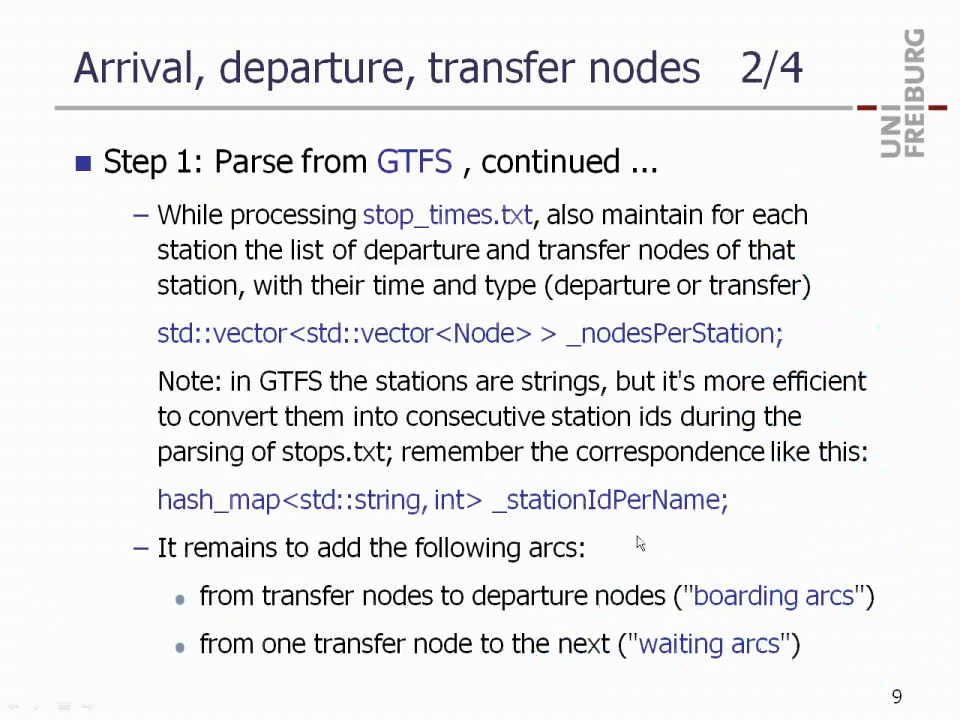 Arrival, departure, transfer nodes 2/4
UNI
FREIBURG
Step 1: Parse from GTFS , continued ...
– While processing stop_times.txt, also maintain for each
station the list of departure and transfer nodes of that
station, with their time and type (departure or transfer)
std::vector<std::vector<Node> > _nodesPerStation;
Note: in GTFS the stations are strings, but it's more efficient
to convert them into consecutive station ids during the
parsing of stops.txt; remember the correspondence like this:
hash_map<std::string, int> _stationIdPerName;
– It remains to add the following arcs:
from transfer nodes to departure nodes ("boarding arcs")
from one transfer node to the next ("waiting arcs")
9